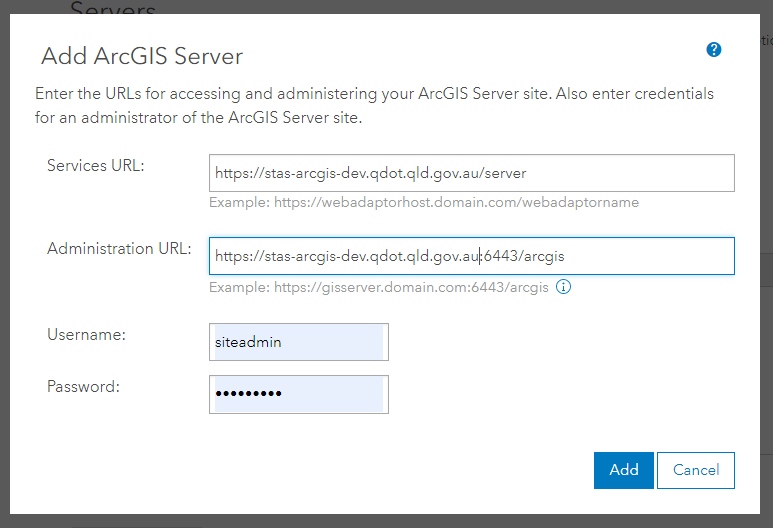 Servers
Add ArcGIS Server
Enter the URLs for accessing and administering your ArcGIS Server site. Also enter credentials
for an administrator of the ArcGIS Server site.
Services URL:
https://stas-arcgis-dev.qdot.qld.gov.au/server
Example: https://webadaptorhost.domain.com/webadaptorname
Administration URL:
https://stas-arcgis-dev.qdot.qld.gov.au:6443/arcgis
Example: https://gisserver.domain.com:6443/arcgis
Username:
siteadmin
Password:
•••••••••
Add Cancel